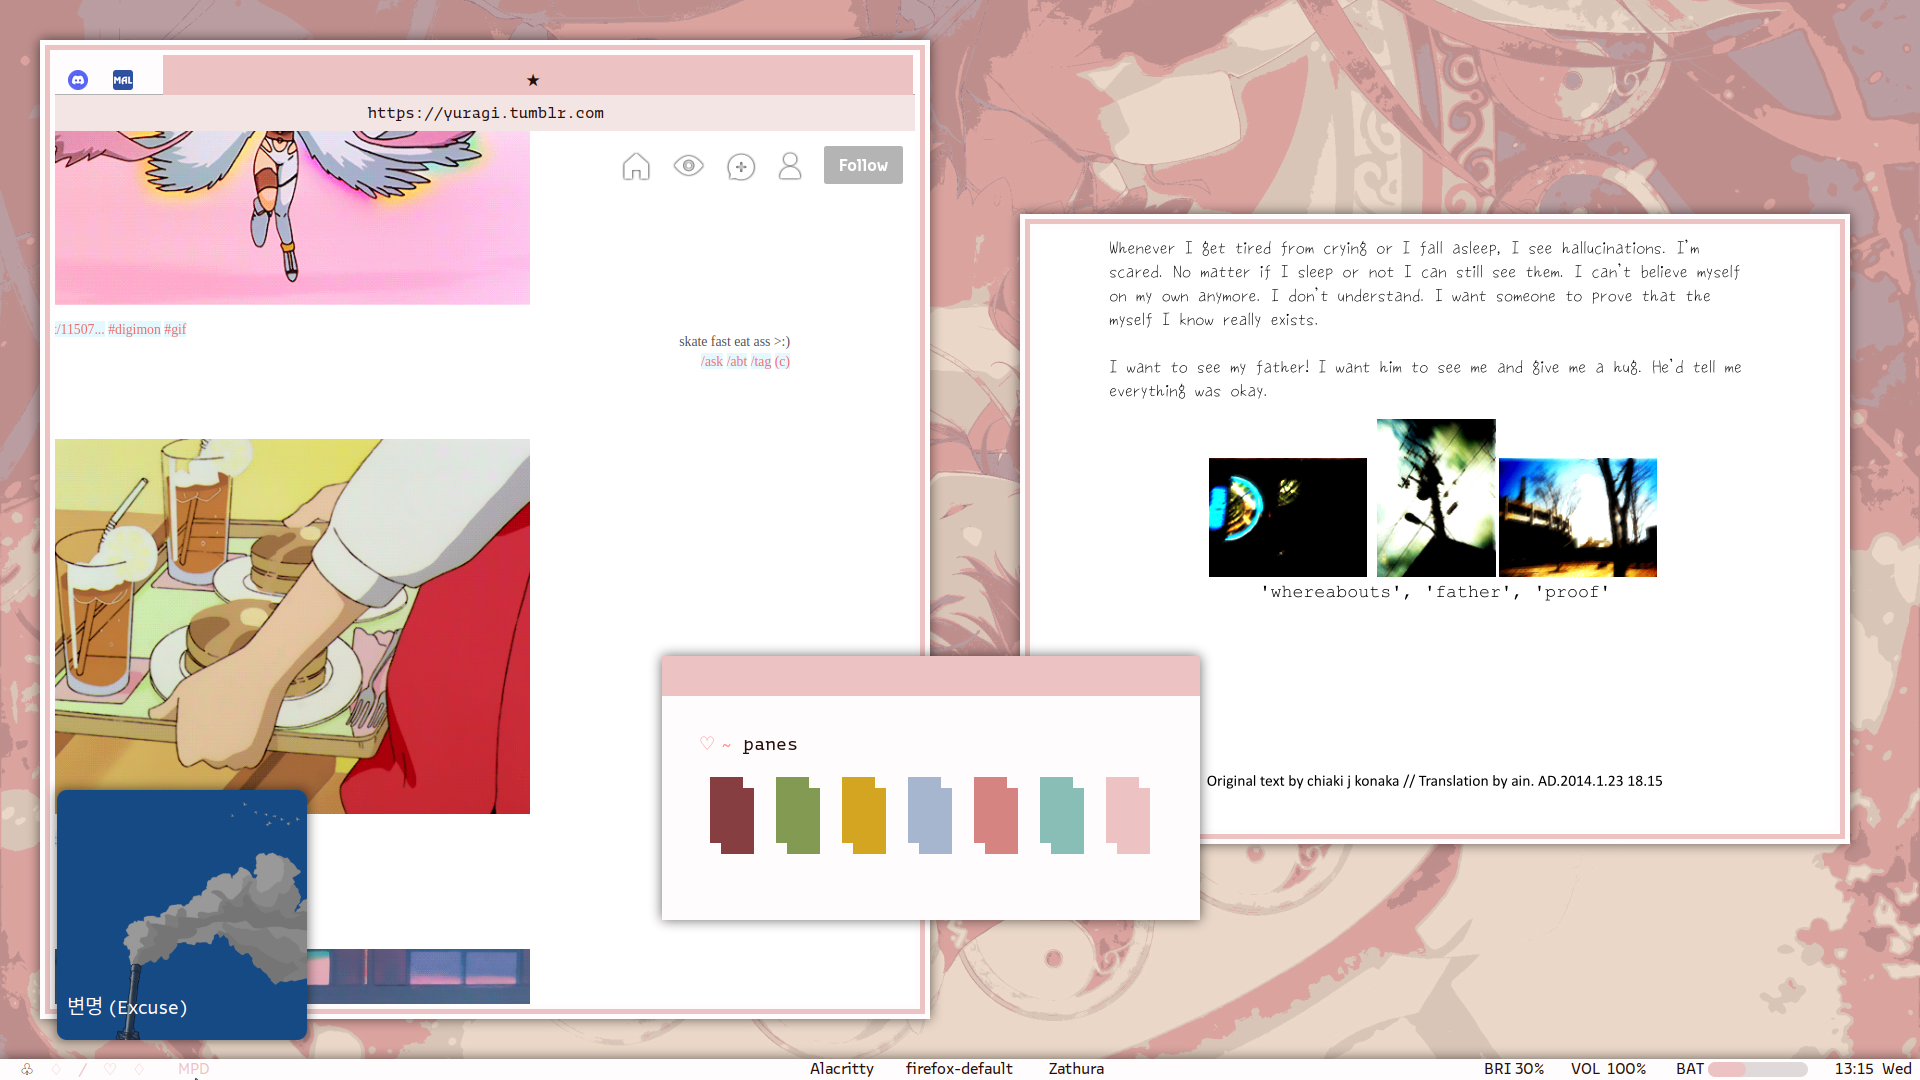 MAL
★
https://yuragi.tumblr.com
Follow
:/11507... #digimon #gif
skate fast eat ass >:)
/ask /abt /tag (c)
Whenever I get tired from crying or I fall asleep, I see hallucinations. I'm
scared. No matter if I sleep or not I can still see them. I can't believe myself
on my own anymore. I don't understand. I want someone to prove that the
myself I know really exists.
I want to see my father! I want him to see me and give me a hug. He'd tell me
everything was okay.
'whereabouts', 'father', 'proof'
Original text by chiaki j konaka // Translation by ain. AD.2014.1.23 18.15
♡ ~ panes
변명 (Excuse)
♧ ♢ / ♡ ♢ MPD
Alacritty firefox-default Zathura
BRI 30% VOL 100% BAT 13:15 Wed